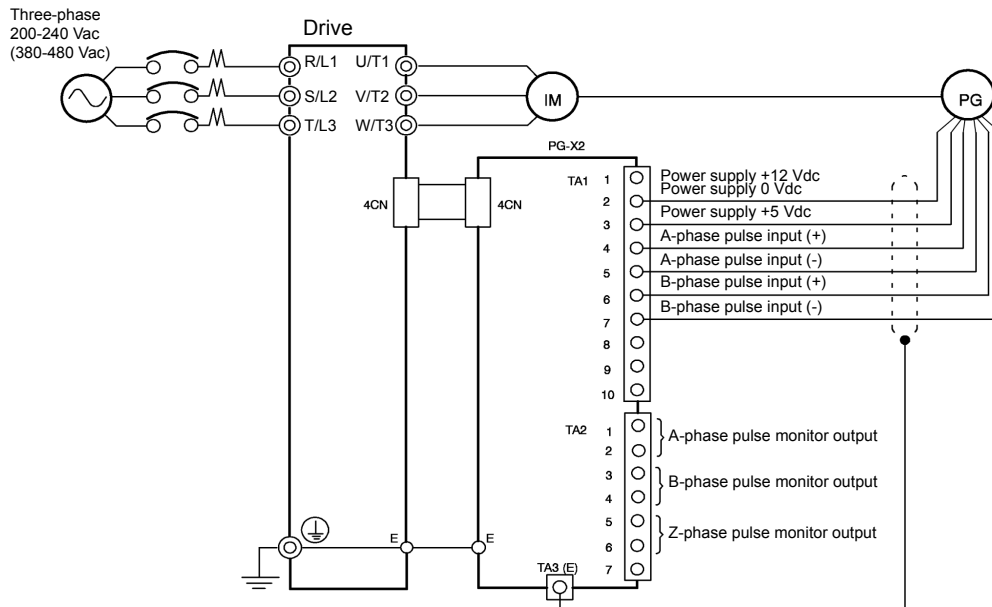 Three-phase
200-240 Vac
(380-480 Vac)
Drive
R/L1 U/T1
S/L2 V/T2
T/L3 W/T3
IM
PG
PG-X2
4CN
4CN
TA1
1 Power supply +12 Vdc
2 Power supply 0 Vdc
3 Power supply +5 Vdc
4 A-phase pulse input (+)
5 A-phase pulse input (-)
6 B-phase pulse input (+)
7 B-phase pulse input (-)
8
9
10
TA2
1
2
A-phase pulse monitor output
3
4
B-phase pulse monitor output
5
6
Z-phase pulse monitor output
7
E
E
TA3 (E)